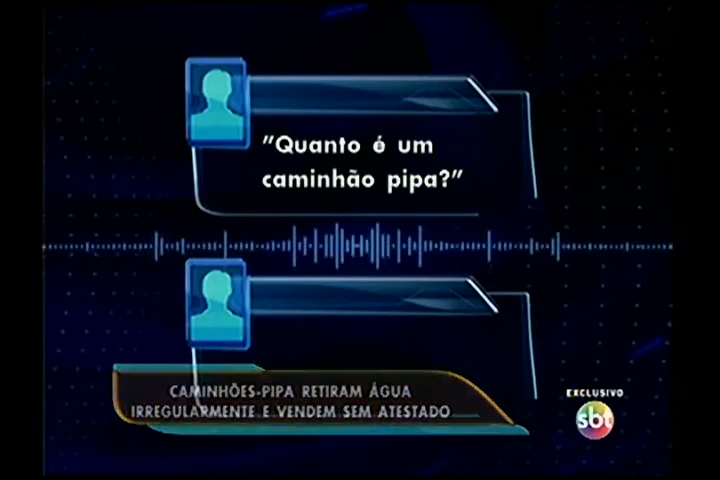 "Quanto é um
caminhão pipa?"
CAMINHÕES-PIPA RETIRAM ÁGUA
IRREGULARMENTE E VENDEM SEM ATESTADO
EXCLUSIVO
sbt